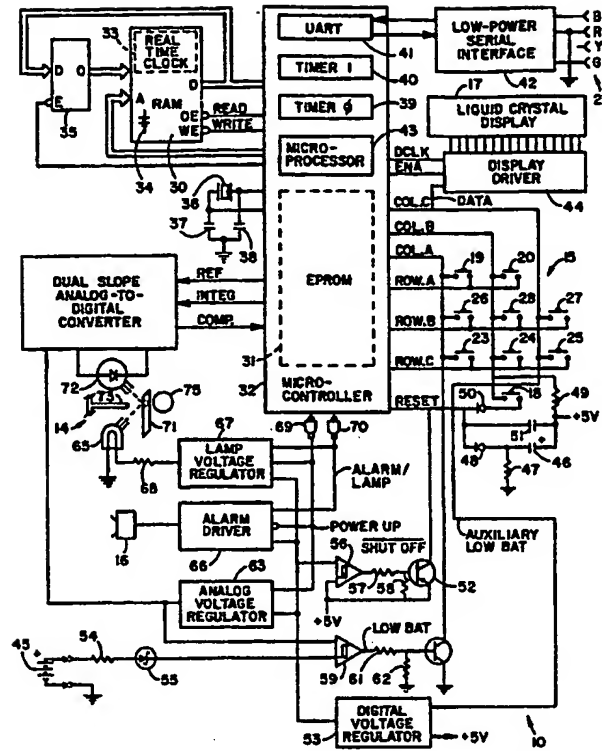 33
REAL
TIME
CLOCK
D O
D
A
RAM
E
OE
WE
READ
WRITE
35
34
30
36
37
38
UART
41
TIMER 1
40
TIMER Ø
39
43
MICRO-
PROCESSOR
EPROM
31
32
MICRO-
CONTROLLER
LOW-POWER
SERIAL
INTERFACE
42
B
R
Y
G
17
LIQUID CRYSTAL
DISPLAY
DCLK
ENA
DISPLAY
DRIVER
COL.C
DATA
44
COL.B
COL.A
19
20
15
ROW.A
26
28
27
ROW.B
23
24
25
ROW.C
RESET
50
18
49
+5V
51
48
46
+
47
DUAL SLOPE
ANALOG-TO-
DIGITAL
CONVERTER
REF
INTEG
COMP.
72
73
75
14
65
71
67
69
70
LAMP
VOLTAGE
REGULATOR
68
ALARM/
LAMP
16
ALARM
DRIVER
66
POWER UP
AUXILIARY
LOW BAT
63
56
SHUT OFF
52
ANALOG
VOLTAGE
REGULATOR
57
58
+5V
45
+
54
55
LOW BAT
59
61
62
53
DIGITAL
VOLTAGE
REGULATOR
+5V
10